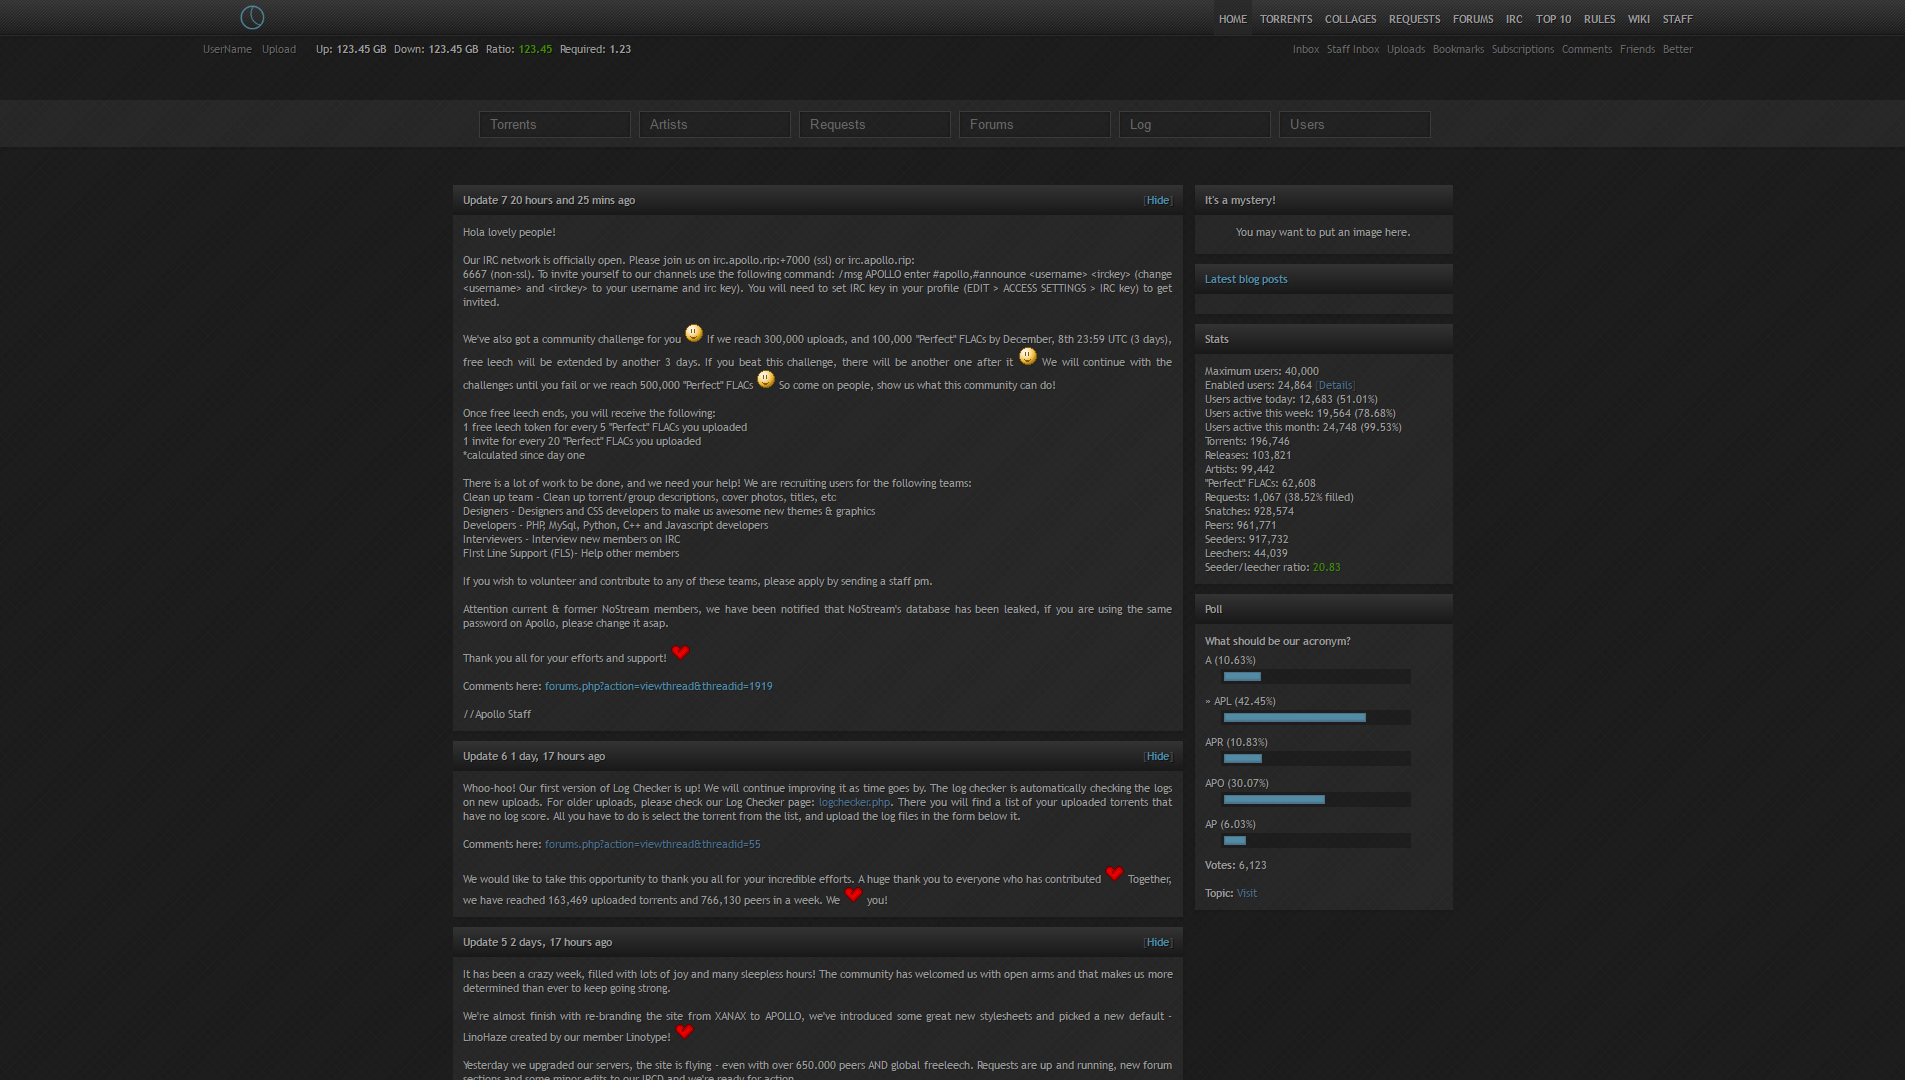 HOME TORRENTS COLLAGES REQUESTS FORUMS IRC TOP 10 RULES WIKI STAFF
UserName Upload Up: 123.45 GB Down: 123.45 GB Ratio: 123.45 Required: 1.23
Inbox Staff Inbox Uploads Bookmarks Subscriptions Comments Friends Better
Torrents Artists Requests Forums Log Users
Update 7 20 hours and 25 mins ago [Hide]
Hola lovely people!
Our IRC network is officially open. Please join us on irc.apollo.rip:+7000 (ssl) or irc.apollo.rip:
6667 (non-ssl). To invite yourself to our channels use the following command: /msg APOLLO enter #apollo,#announce <username> <irckey> (change
<username> and <irckey> to your username and irc key). You will need to set IRC key in your profile (EDIT > ACCESS SETTINGS > IRC key) to get
invited.
We've also got a community challenge for you If we reach 300,000 uploads, and 100,000 "Perfect" FLACs by December, 8th 23:59 UTC (3 days),
free leech will be extended by another 3 days. If you beat this challenge, there will be another one after it We will continue with the
challenges until you fail or we reach 500,000 "Perfect" FLACs So come on people, show us what this community can do!
Once free leech ends, you will receive the following:
1 free leech token for every 5 "Perfect" FLACs you uploaded
1 invite for every 20 "Perfect" FLACs you uploaded
*calculated since day one
There is a lot of work to be done, and we need your help! We are recruiting users for the following teams:
Clean up team - Clean up torrent/group descriptions, cover photos, titles, etc
Designers - Designers and CSS developers to make us awesome new themes & graphics
Developers - PHP, MySql, Python, C++ and Javascript developers
Interviewers - Interview new members on IRC
FIrst Line Support (FLS)- Help other members
If you wish to volunteer and contribute to any of these teams, please apply by sending a staff pm.
Attention current & former NoStream members, we have been notified that NoStream's database has been leaked, if you are using the same
password on Apollo, please change it asap.
Thank you all for your efforts and support!
Comments here: forums.php?action=viewthread&threadid=1919
//Apollo Staff
Update 6 1 day, 17 hours ago [Hide]
Whoo-hoo! Our first version of Log Checker is up! We will continue improving it as time goes by. The log checker is automatically checking the logs
on new uploads. For older uploads, please check our Log Checker page: logchecker.php. There you will find a list of your uploaded torrents that
have no log score. All you have to do is select the torrent from the list, and upload the log files in the form below it.
Comments here: forums.php?action=viewthread&threadid=55
We would like to take this opportunity to thank you all for your incredible efforts. A huge thank you to everyone who has contributed Together,
we have reached 163,469 uploaded torrents and 766,130 peers in a week. We you!
Update 5 2 days, 17 hours ago [Hide]
It has been a crazy week, filled with lots of joy and many sleepless hours! The community has welcomed us with open arms and that makes us more
determined than ever to keep going strong.
We're almost finish with re-branding the site from XANAX to APOLLO, we've introduced some great new stylesheets and picked a new default -
LinoHaze created by our member Linotype!
Yesterday we upgraded our servers, the site is flying - even with over 650.000 peers AND global freeleech. Requests are up and running, new forum
sections and some minor edits to our IRCD and we're ready for action.
It's a mystery!
You may want to put an image here.
Latest blog posts
Stats
Maximum users: 40,000
Enabled users: 24,864 [Details]
Users active today: 12,683 (51.01%)
Users active this week: 19,564 (78.68%)
Users active this month: 24,748 (99.53%)
Torrents: 196,746
Releases: 103,821
Artists: 99,442
"Perfect" FLACs: 62,608
Requests: 1,067 (38.52% filled)
Snatches: 928,574
Peers: 961,771
Seeders: 917,732
Leechers: 44,039
Seeder/leecher ratio: 20.83
Poll
What should be our acronym?
A (10.63%)
» APL (42.45%)
APR (10.83%)
APO (30.07%)
AP (6.03%)
Votes: 6,123
Topic: Visit